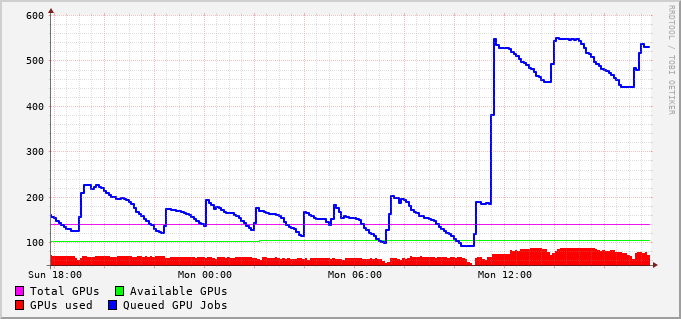 600
500
400
300
200
100
Sun 18:00 Mon 00:00 Mon 06:00 Mon 12:00
Total GPUs Available GPUs
GPUs used Queued GPU Jobs
RRDTOOL / TOBI OETIKER